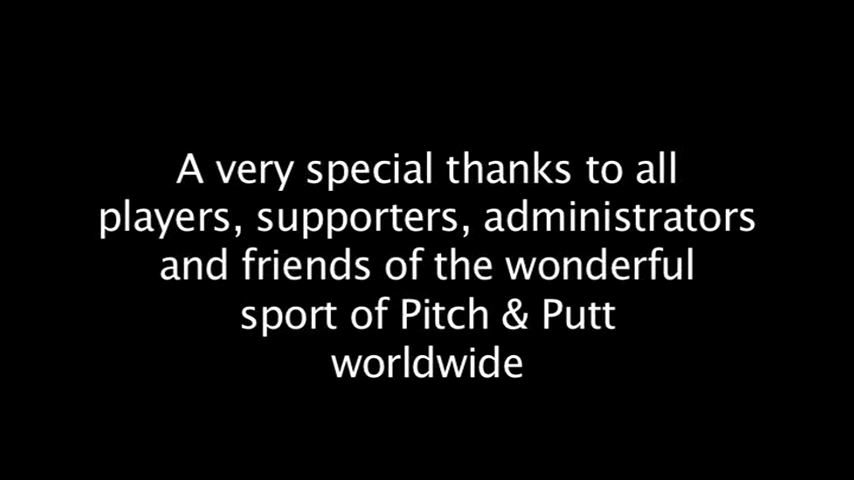 A very special thanks to all
players, supporters, administrators
and friends of the wonderful
sport of Pitch & Putt
worldwide